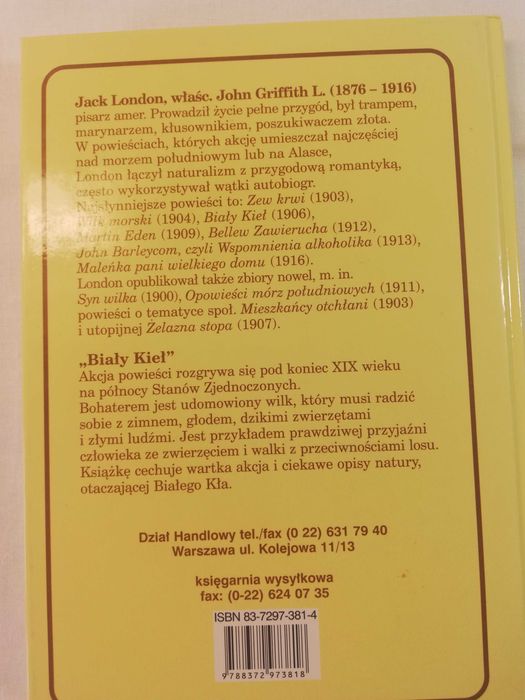 Jack London, właśc. John Griffith L. (1876 – 1916)
pisarz amer. Prowadził życie pełne przygód, był trampem,
marynarzem, kłusownikiem, poszukiwaczem złota.
W powieściach, których akcję umieszczał najczęściej
nad morzem południowym lub na Alasce,
London łączył naturalizm z przygodową romantyką,
często wykorzystywał wątki autobiogr.
Najsłynniejsze powieści to: Zew krwi (1903),
Wilk morski (1904), Biały Kieł (1906),
Martin Eden (1909), Bellew Zawierucha (1912),
John Barleycom, czyli Wspomnienia alkoholika (1913),
Maleńka pani wielkiego domu (1916).
London opublikował także zbiory nowel, m. in.
Syn wilka (1900), Opowieści mórz południowych (1911),
powieści o tematyce społ. Mieszkańcy otchłani (1903)
i utopijnej Żelazna stopa (1907).
„Biały Kieł”
Akcja powieści rozgrywa się pod koniec XIX wieku
na północy Stanów Zjednoczonych.
Bohaterem jest udomowiony wilk, który musi radzić
sobie z zimnem, głodem, dzikimi zwierzętami
i złymi ludźmi. Jest przykładem prawdziwej przyjaźni
człowieka ze zwierzęciem i walki z przeciwnościami losu.
Książkę cechuje wartka akcja i ciekawe opisy natury,
otaczającej Białego Kła.
Dział Handlowy tel./fax (0 22) 631 79 40
Warszawa ul. Kolejowa 11/13
księgarnia wysyłkowa
fax: (0-22) 624 07 35
ISBN 83-7297-381-4
9788372973818